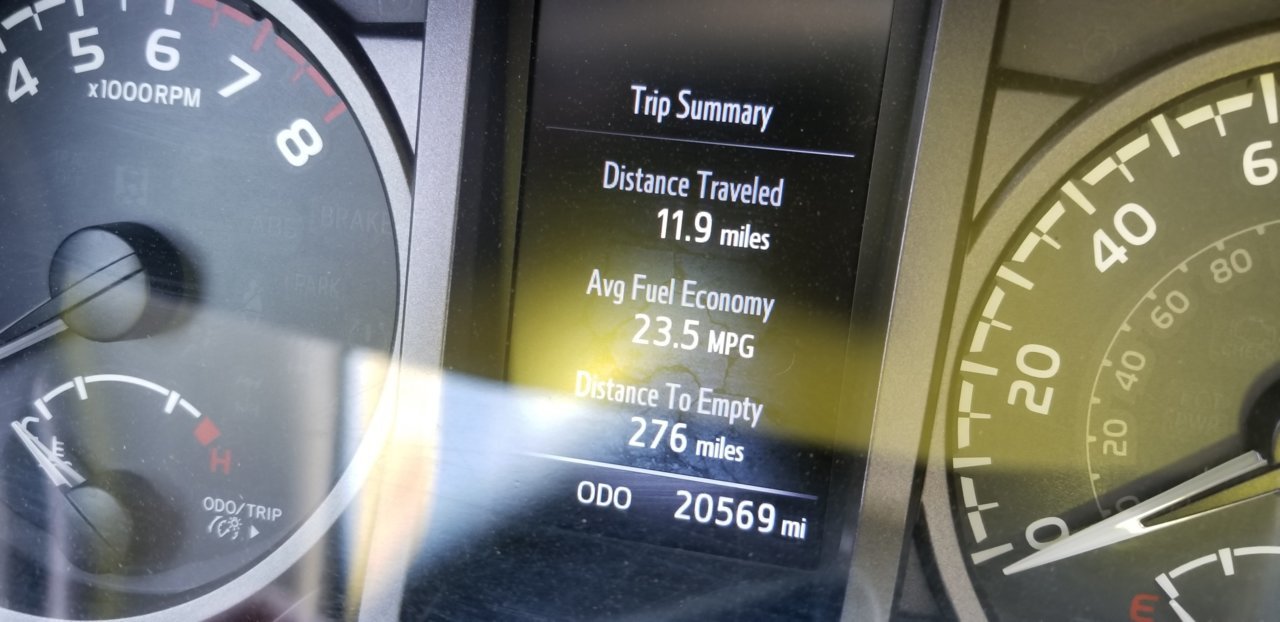 4 5 6 7 8
x1000RPM
H
ODO/TRIP
Trip Summary
Distance Traveled
11.9 miles
Avg Fuel Economy
23.5 MPG
Distance To Empty
276 miles
ODO 20569 mi
0 20 40 6
20 40 60 80
E